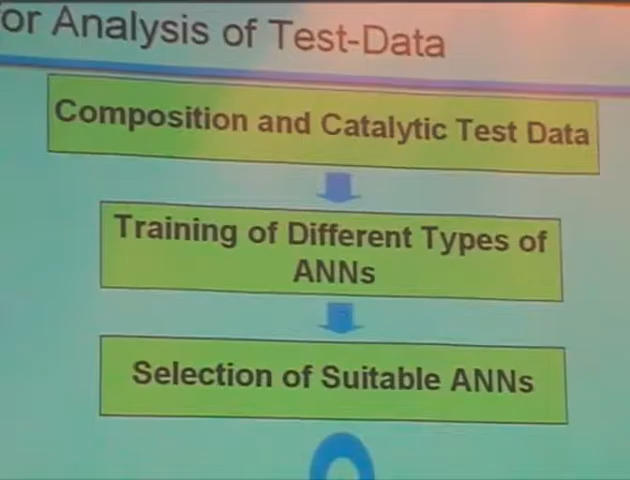 or Analysis of Test-Data
Composition and Catalytic Test Data
Training of Different Types of
ANNs
Selection of Suitable ANNs